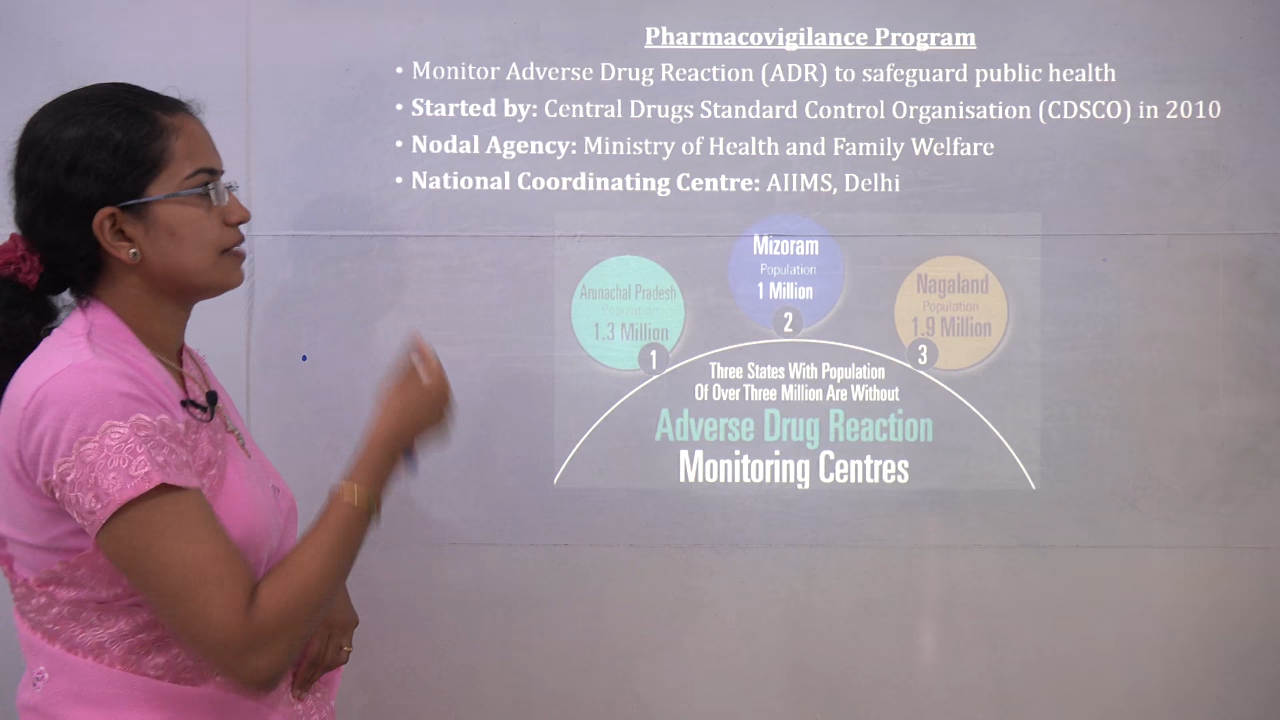 Pharmacovigilance Program
• Monitor Adverse Drug Reaction (ADR) to safeguard public health
• Started by: Central Drugs Standard Control Organisation (CDSCO) in 2010
• Nodal Agency: Ministry of Health and Family Welfare
• National Coordinating Centre: AIIMS, Delhi
Arunachal Pradesh
Population
1.3 Million
1
Mizoram
Population
1 Million
2
Nagaland
Population
1.9 Million
3
Three States With Population
Of Over Three Million Are Without
Adverse Drug Reaction
Monitoring Centres